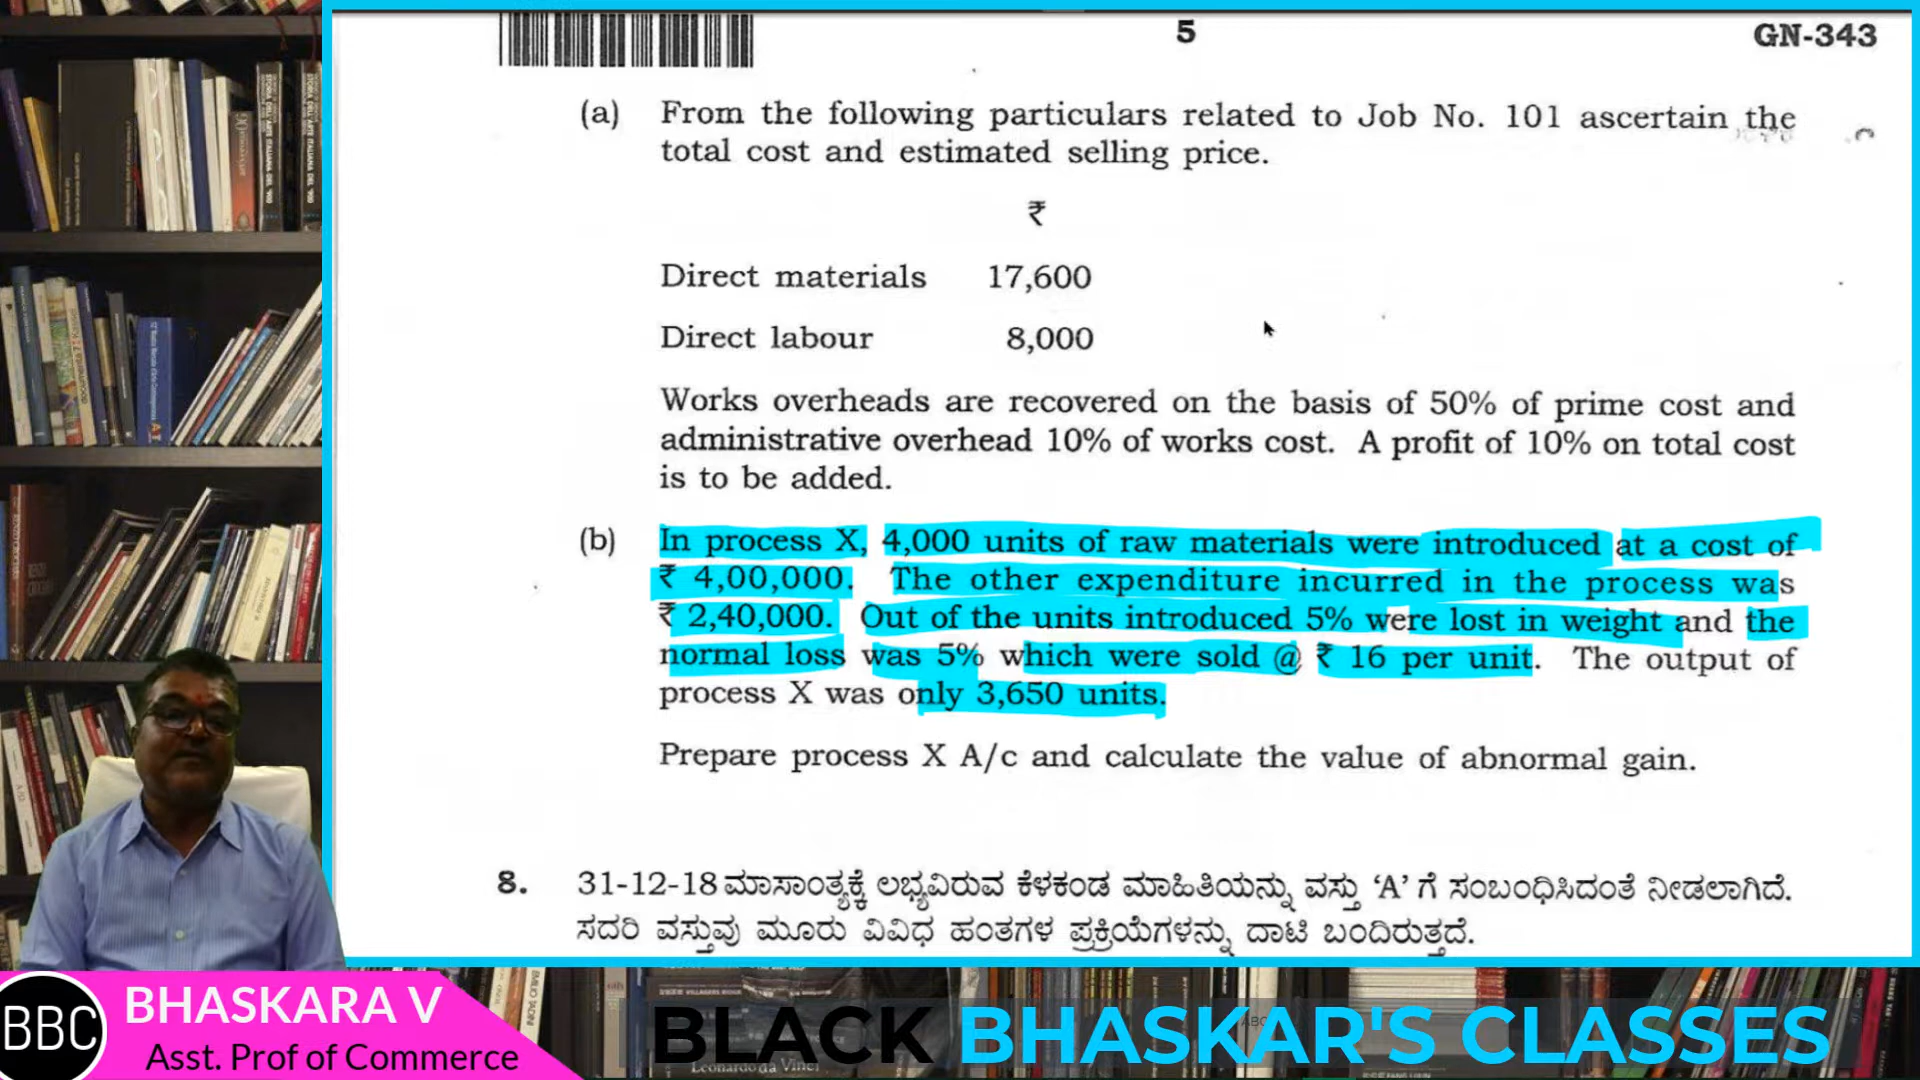 5
GN-343
(a) From the following particulars related to Job No. 101 ascertain the
total cost and estimated selling price.
₹
Direct materials 17,600
Direct labour 8,000
Works overheads are recovered on the basis of 50% of prime cost and
administrative overhead 10% of works cost. A profit of 10% on total cost
is to be added.
(b) In process X, 4,000 units of raw materials were introduced at a cost of
₹ 4,00,000. The other expenditure incurred in the process was
₹ 2,40,000. Out of the units introduced 5% were lost in weight and the
normal loss was 5% which were sold @ ₹ 16 per unit. The output of
process X was only 3,650 units.
Prepare process X A/c and calculate the value of abnormal gain.
8. 31-12-18 ಮಾಸಾಂತ್ಯಕ್ಕೆ ಲಭ್ಯವಿರುವ ಕೆಳಕಂಡ ಮಾಹಿತಿಯನ್ನು ವಸ್ತು ‘A’ ಗೆ ಸಂಬಂಧಿಸಿದಂತೆ ನೀಡಲಾಗಿದೆ.
ಸದರಿ ವಸ್ತುವು ಮೂರು ವಿವಿಧ ಹಂತಗಳ ಪ್ರಕ್ರಿಯೆಗಳನ್ನು ದಾಟಿ ಬಂದಿರುತ್ತದೆ.
BBC
BHASKARA V
Asst. Prof of Commerce
BLACK BHASKAR'S CLASSES
Leonardo da Vinci